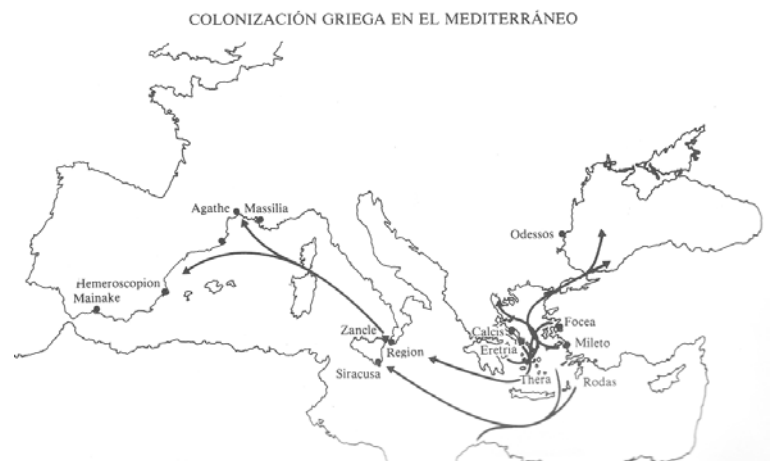 COLONIZACIÓN GRIEGA EN EL MEDITERRÁNEO
Agathe
Massilia
Odessos
Hemeroscopion
Mainake
Zancle
Region
Siracusa
Calcis
Eretria
Focea
Mileto
Thera
Rodas